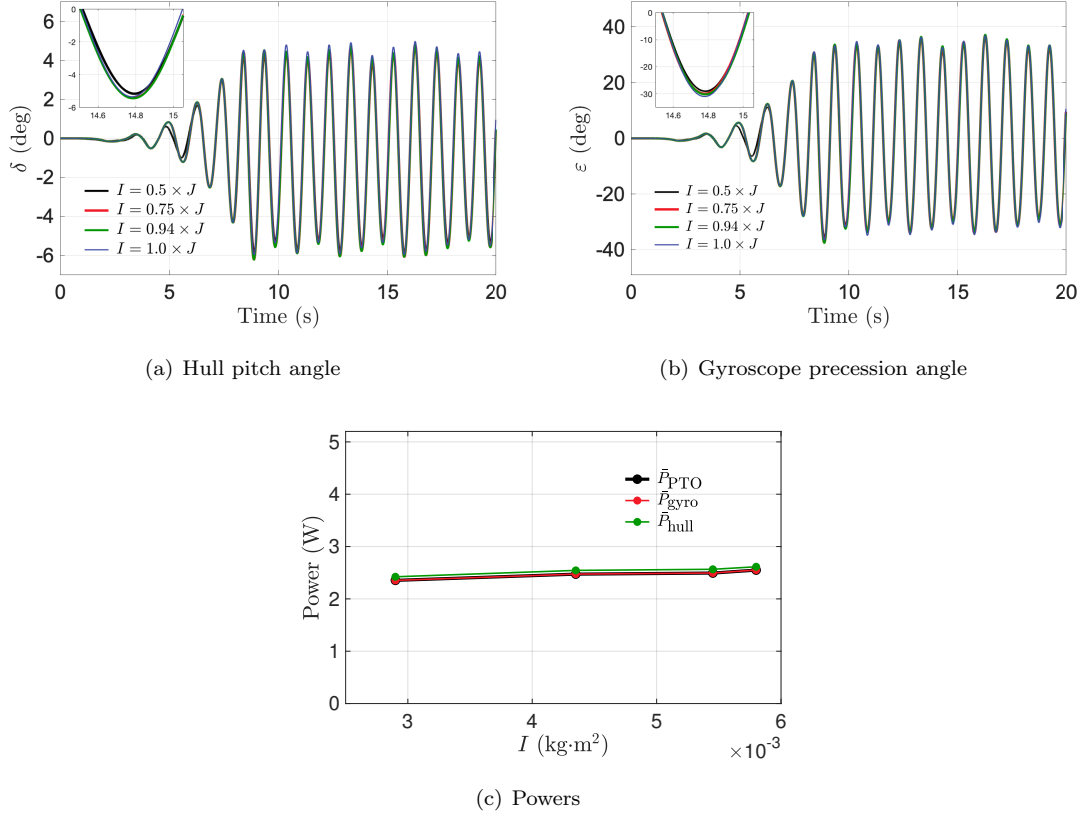 6
4
2
0
-2
-4
-6
δ (deg)
0
-2
-4
-6
14.6
14.8
15
I = 0.5 × J
I = 0.75 × J
I = 0.94 × J
I = 1.0 × J
0
5
10
15
20
Time (s)
(a) Hull pitch angle
40
20
0
-20
-40
ε (deg)
0
-10
-20
-30
14.6
14.8
15
I = 0.5 × J
I = 0.75 × J
I = 0.94 × J
I = 1.0 × J
0
5
10
15
20
Time (s)
(b) Gyroscope precession angle
5
4
3
2
1
0
Power (W)
P̄_PTO
P̄_gyro
P̄_hull
3
4
5
6
I (kg·m²)
×10⁻³
(c) Powers